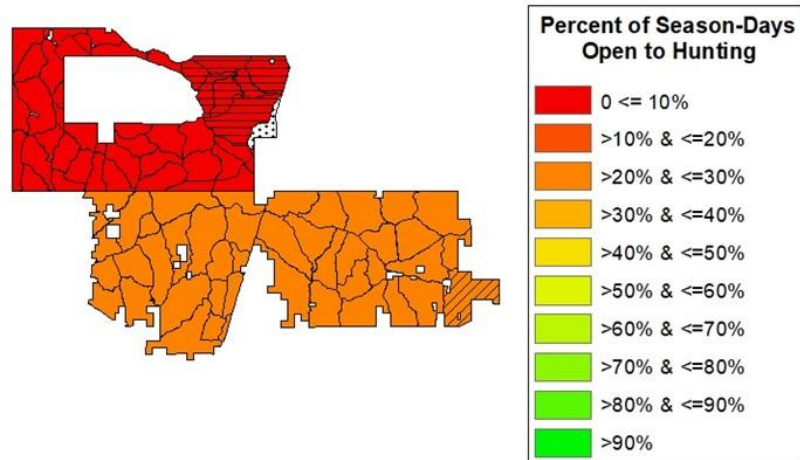 Percent of Season-Days
Open to Hunting
0 <= 10%
>10% & <=20%
>20% & <=30%
>30% & <=40%
>40% & <=50%
>50% & <=60%
>60% & <=70%
>70% & <=80%
>80% & <=90%
>90%